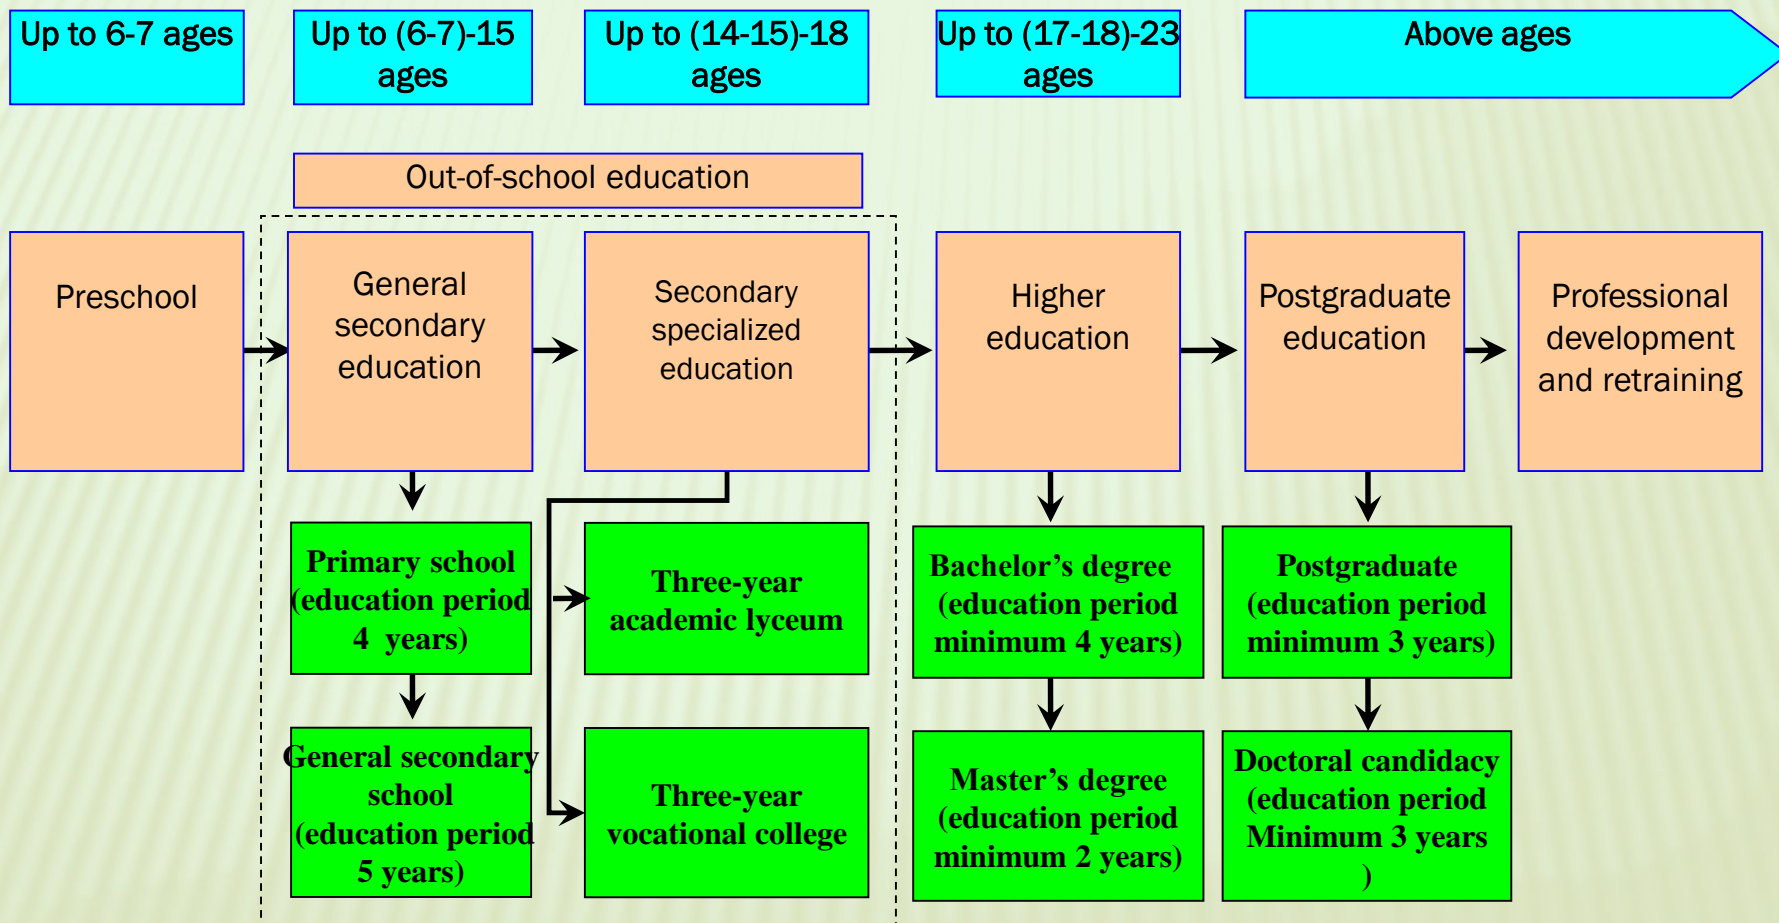 Up to 6-7 ages
Up to (6-7)-15
ages
Up to (14-15)-18
ages
Up to (17-18)-23
ages
Above ages
Out-of-school education
Preschool
General
secondary
education
Secondary
specialized
education
Higher
education
Postgraduate
education
Professional
development
and retraining
Primary school
(education period
4 years)
Three-year
academic lyceum
Bachelor’s degree
(education period
minimum 4 years)
Postgraduate
(education period
minimum 3 years)
General secondary
school
(education period
5 years)
Three-year
vocational college
Master’s degree
(education period
minimum 2 years)
Doctoral candidacy
(education period
Minimum 3 years
)